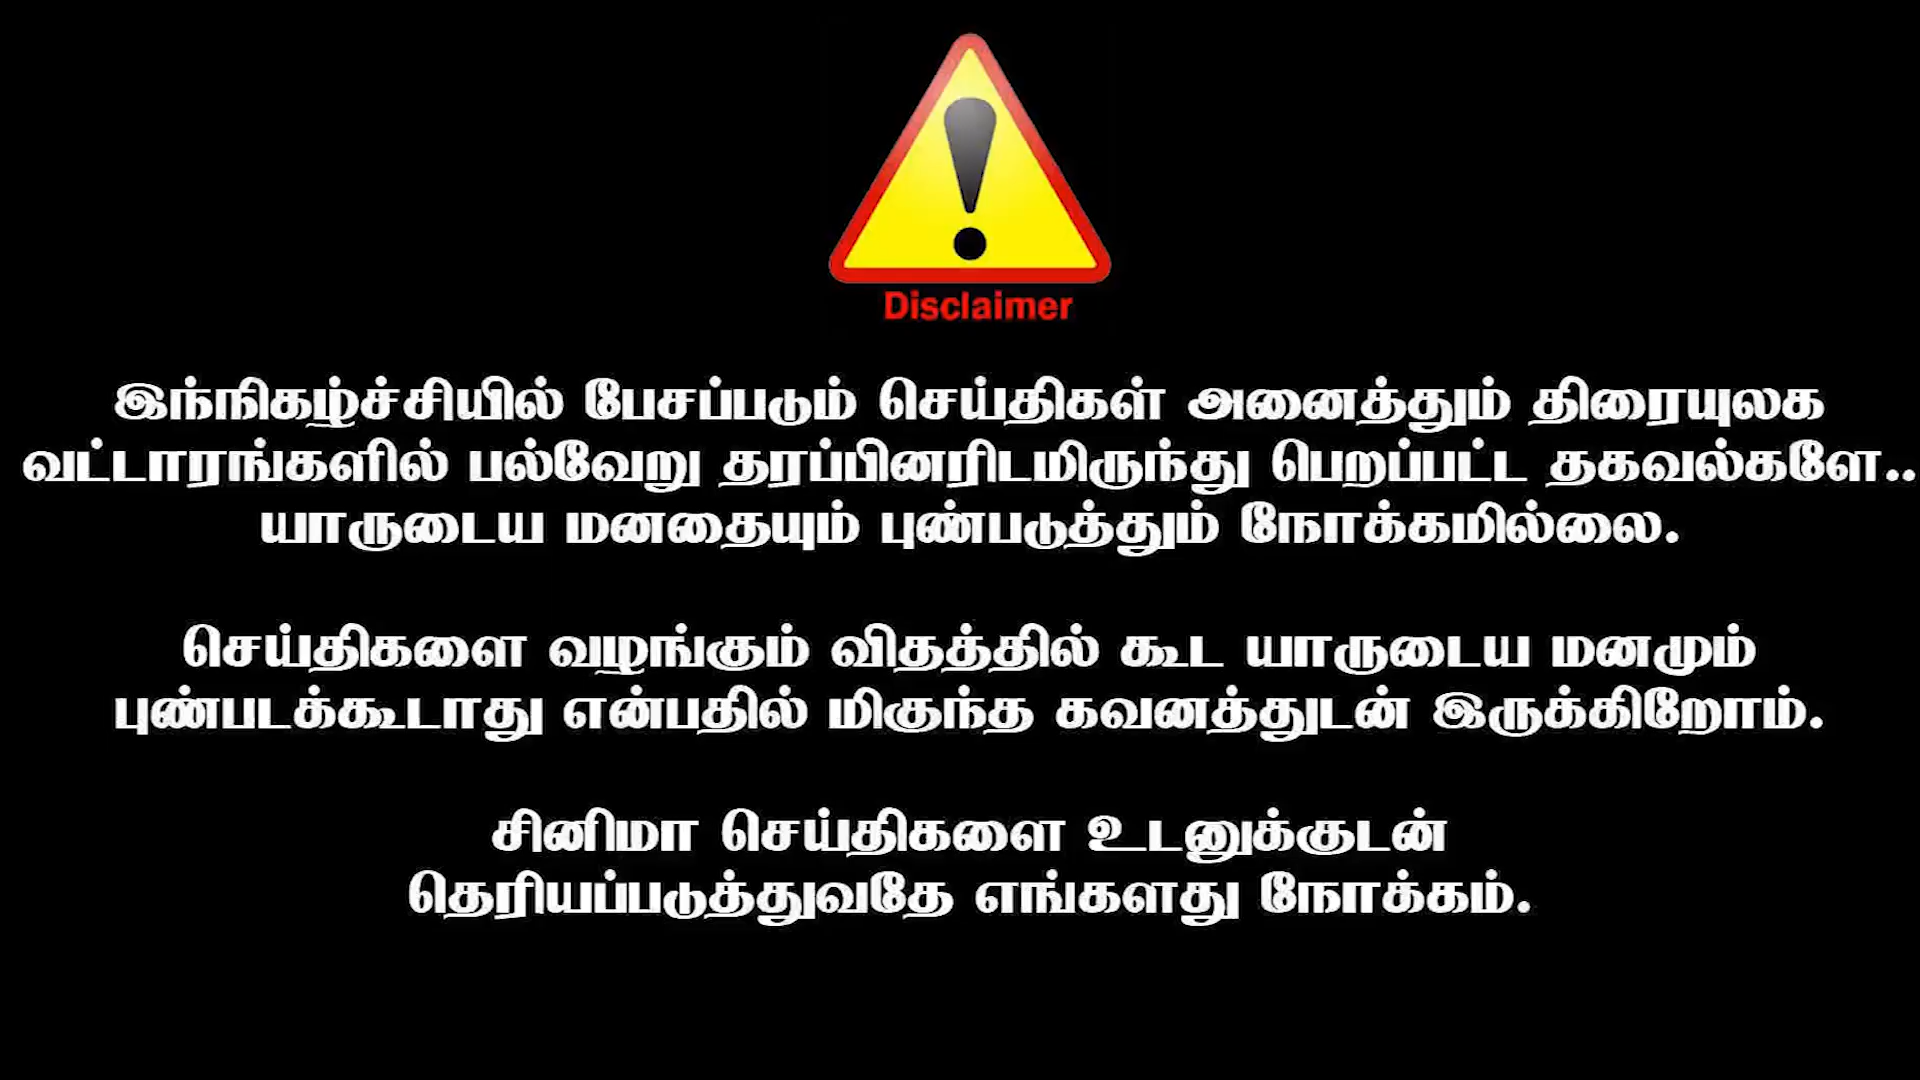 Disclaimer
இந்நிகழ்ச்சியில் பேசப்படும் செய்திகள் அனைத்தும் திரையுலக
வட்டாரங்களில் பல்வேறு தரப்பினரிடமிருந்து பெறப்பட்ட தகவல்களே..
யாருடைய மனதையும் புண்படுத்தும் நோக்கமில்லை.
செய்திகளை வழங்கும் விதத்தில் கூட யாருடைய மனமும்
புண்படக்கூடாது என்பதில் மிகுந்த கவனத்துடன் இருக்கிறோம்.
சினிமா செய்திகளை உடனுக்குடன்
தெரியப்படுத்துவதே எங்களது நோக்கம்.